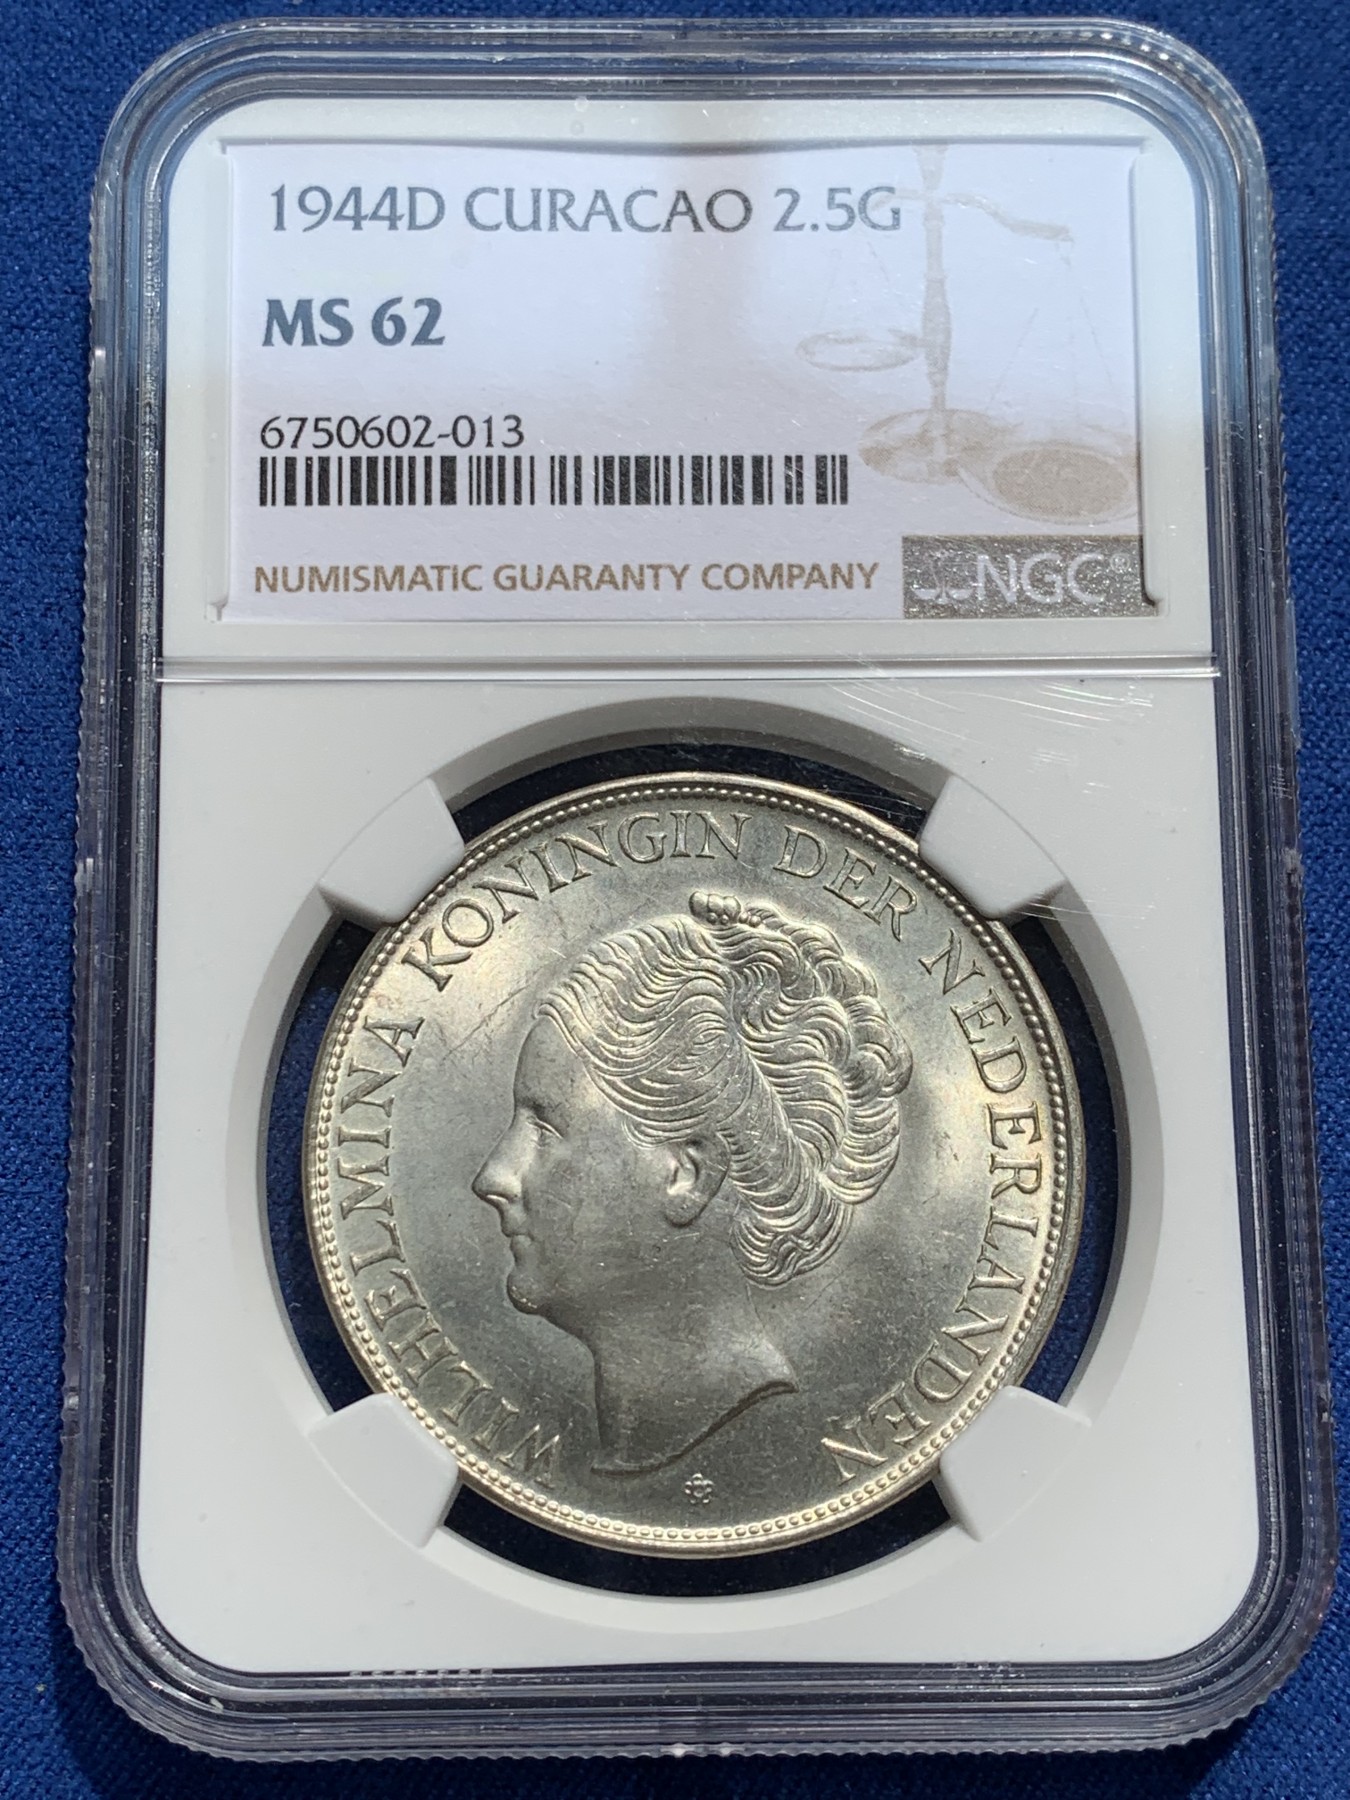 1944D CURACAO 2.5G
MS 62
6750602-013
NUMISMATIC GUARANTY COMPANY
NGC®
WILHELMINA KONINGIN DER NEDERLANDEN